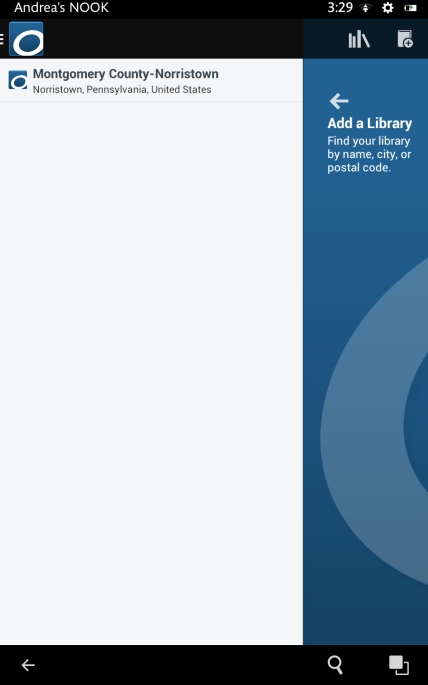 Andrea's NOOK 3:29
Montgomery County-Norristown
Norristown, Pennsylvania, United States
Add a Library
Find your library
by name, city, or
postal code.